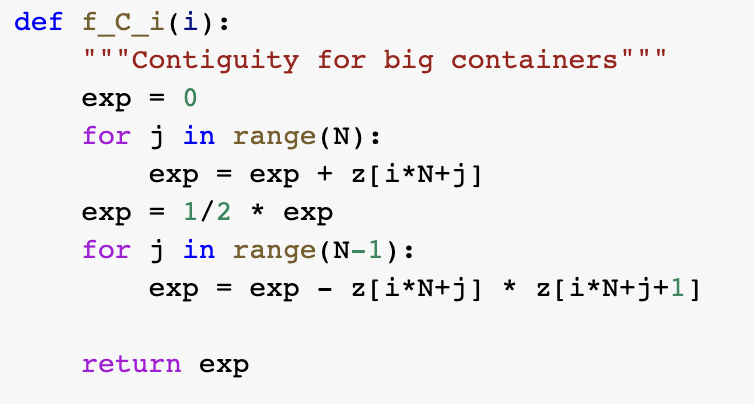 def f_C_i(i):
    """Contiguity for big containers"""
    exp = 0
    for j in range(N):
        exp = exp + z[i*N+j]
    exp = 1/2 * exp
    for j in range(N-1):
        exp = exp - z[i*N+j] * z[i*N+j+1]

    return exp